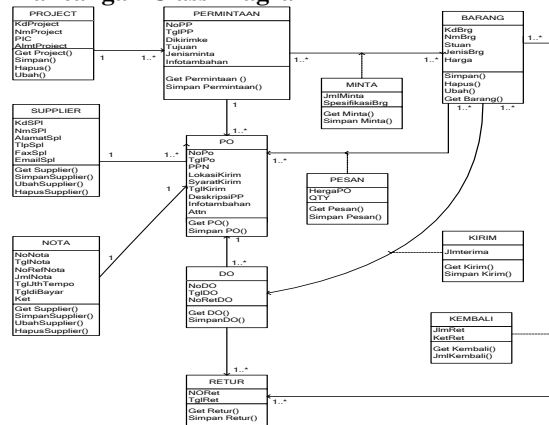 PROJECT
KdProject
NmProject
PIC
AlmtProject
Get Project()
Simpan()
Hapus()
Ubah()
1
1..*
PERMINTAAN
NoPP
TglPP
Dikirimke
Tujuan
Jenisminta
Infotambahan
Get Permintaan ()
Simpan Permintaan()
1..*
1..*
BARANG
KdBrg
NmBrg
Stuan
JenisBrg
Harga
Simpan()
Hapus()
Ubah()
Get Barang()
1..*
1..*
1..*
MINTA
JmlMinta
SpesifikasiBrg
Get Minta()
Simpan Minta()
SUPPLIER
KdSPl
NmSPl
AlamatSpl
TlpSpl
FaxSpl
EmailSpl
Get Supplier()
SimpanSupplier()
UbahSupplier()
HapusSupplier()
1
1..*
1
1..*
PO
NoPo
TglPo
PPN
LokasiKirim
SyaratKirim
TglKirim
DeskripsiPP
Infotambahan
Attn
Get PO()
Simpan PO()
1..*
1
1
PESAN
HergaPO
QTY
Get Pesan()
Simpan Pesan()
NOTA
NoNota
TglNota
NoRefNota
JmlNota
TglJthTempo
TgldiBayar
Ket
Get Supplier()
SimpanSupplier()
UbahSupplier()
HapusSupplier()
1
1..*
DO
NoDO
TglDO
NoRetDO
Get DO()
SimpanDO()
1
1..*
1..*
KIRIM
Jlmterima
Get Kirim()
Simpan Kirim()
KEMBALI
JlmRet
KetRet
Get Kembali()
JmlKembali()
1..*
RETUR
NORet
TglRet
Get Retur()
Simpan Retur()
1..*